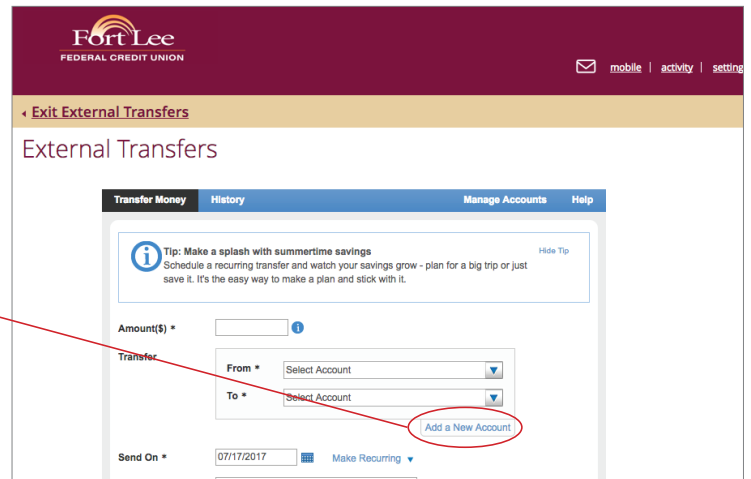 Fort Lee
FEDERAL CREDIT UNION
mobile | activity | setting
Exit External Transfers
External Transfers
Transfer Money History Manage Accounts Help
Tip: Make a splash with summertime savings Hide Tip
Schedule a recurring transfer and watch your savings grow - plan for a big trip or just
save it. It's the easy way to make a plan and stick with it.
Amount($) *
Transfer
From * Select Account
To * Select Account
Add a New Account
Send On * 07/17/2017 Make Recurring